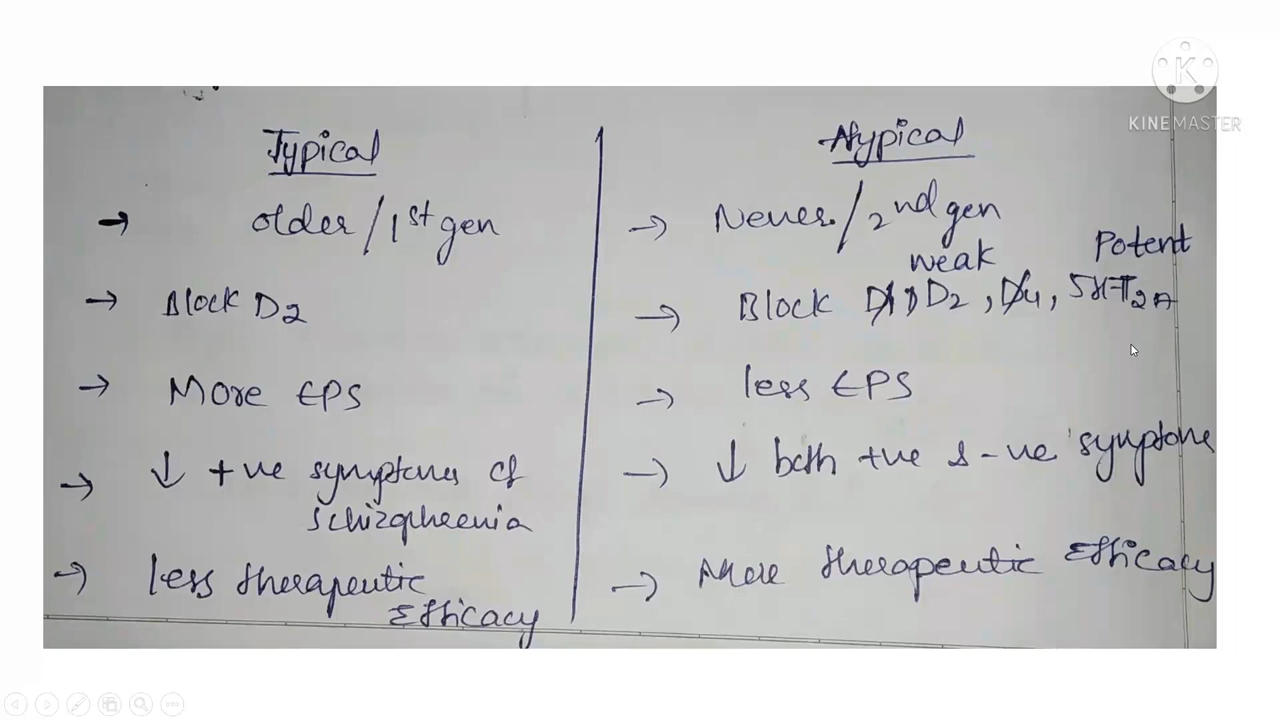 KINEMASTER
Typical
→ older / 1st gen
→ Block D2
→ More EPS
→ ↓ +ve symptoms of
schizopheenia
→ less therapeutic
Efficacy
Atypical
→ Newer / 2nd gen
weak Potent
→ Block D1, D2, D4, 5HT2A
→ less EPS
→ ↓ both +ve & -ve symptoms
→ More therapeutic Efficacy